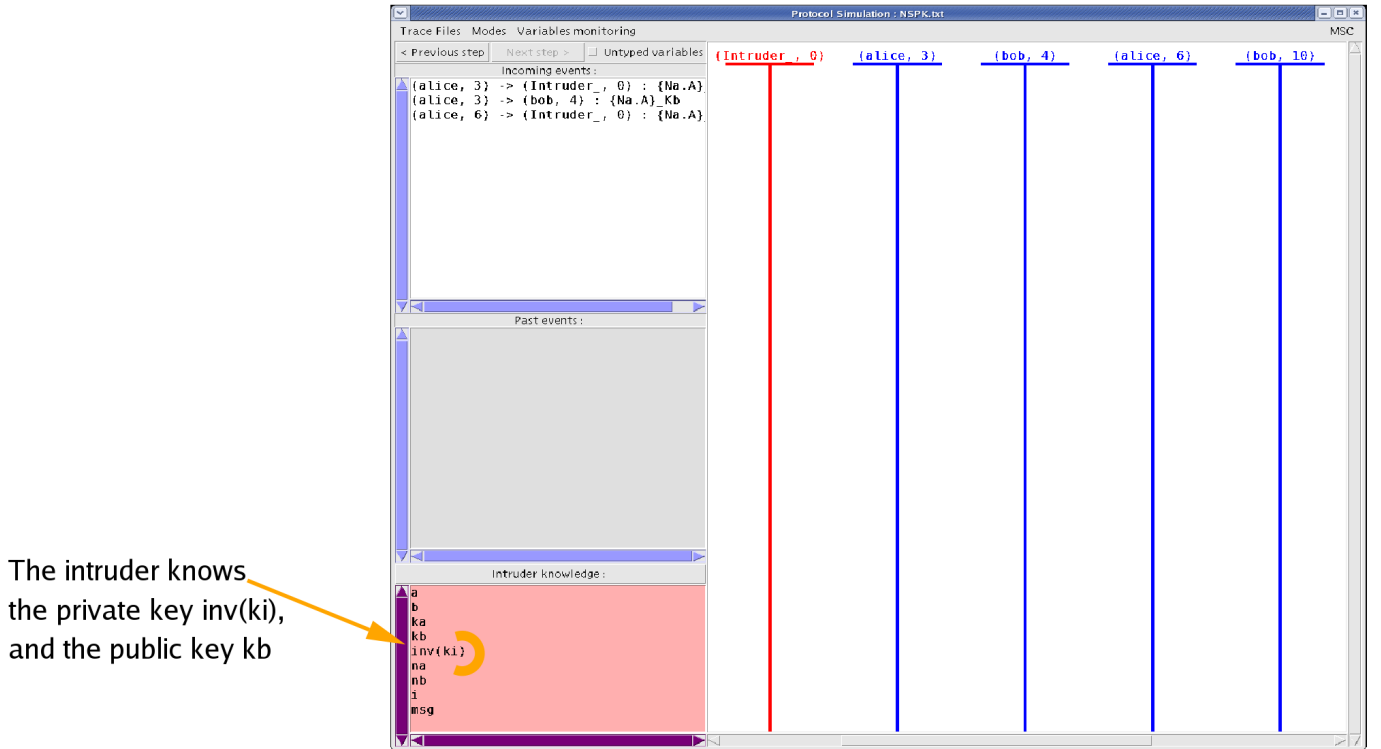 Protocol Simulation : NSPK.txt
Trace Files Modes Variables monitoring MSC
< Previous step Next step > Untyped variables
Incoming events :
(alice, 3) -> (Intruder_, 0) : {Na.A}_
(alice, 3) -> (bob, 4) : {Na.A}_Kb
(alice, 6) -> (Intruder_, 0) : {Na.A}_
Past events :
Intruder knowledge :
a
b
ka
kb
inv(ki)
na
nb
i
msg
(Intruder_, 0) (alice, 3) (bob, 4) (alice, 6) (bob, 10)
The intruder knows
the private key inv(ki),
and the public key kb